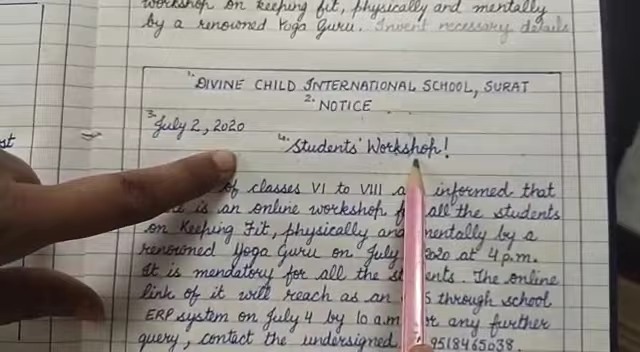 workshop on keeping fit, physically and mentally
by a renowned Yoga Guru. Invent necessary details
1. DIVINE CHILD INTERNATIONAL SCHOOL, SURAT
2. NOTICE
3. July 2, 2020
4. Students' Workshop!
of classes VI to VIII informed that
is an online workshop all the students
on Keeping Fit, physically and mentally by a
renowned Yoga Guru on July 2020 at 4 p.m.
It is mandatory for all the The online
link of it will reach as an through school
ERP system on July 4 by 10 a.m. any further
query, contact the undersigned 9518465038.
st